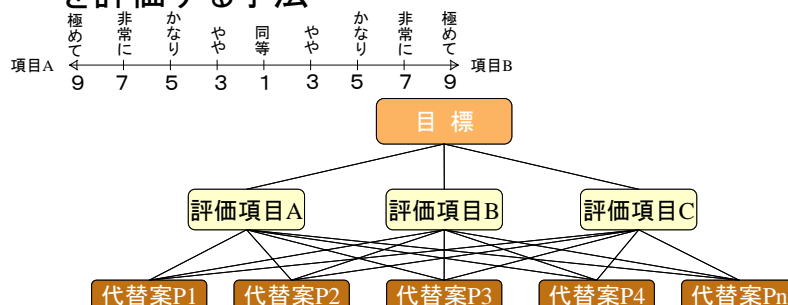 を評価する手法
極めて 非常に かなり やや 同等 やや かなり 非常に 極めて
項目A 項目B
9 7 5 3 1 3 5 7 9
目 標
評価項目A 評価項目B 評価項目C
代替案P1 代替案P2 代替案P3 代替案P4 代替案Pn